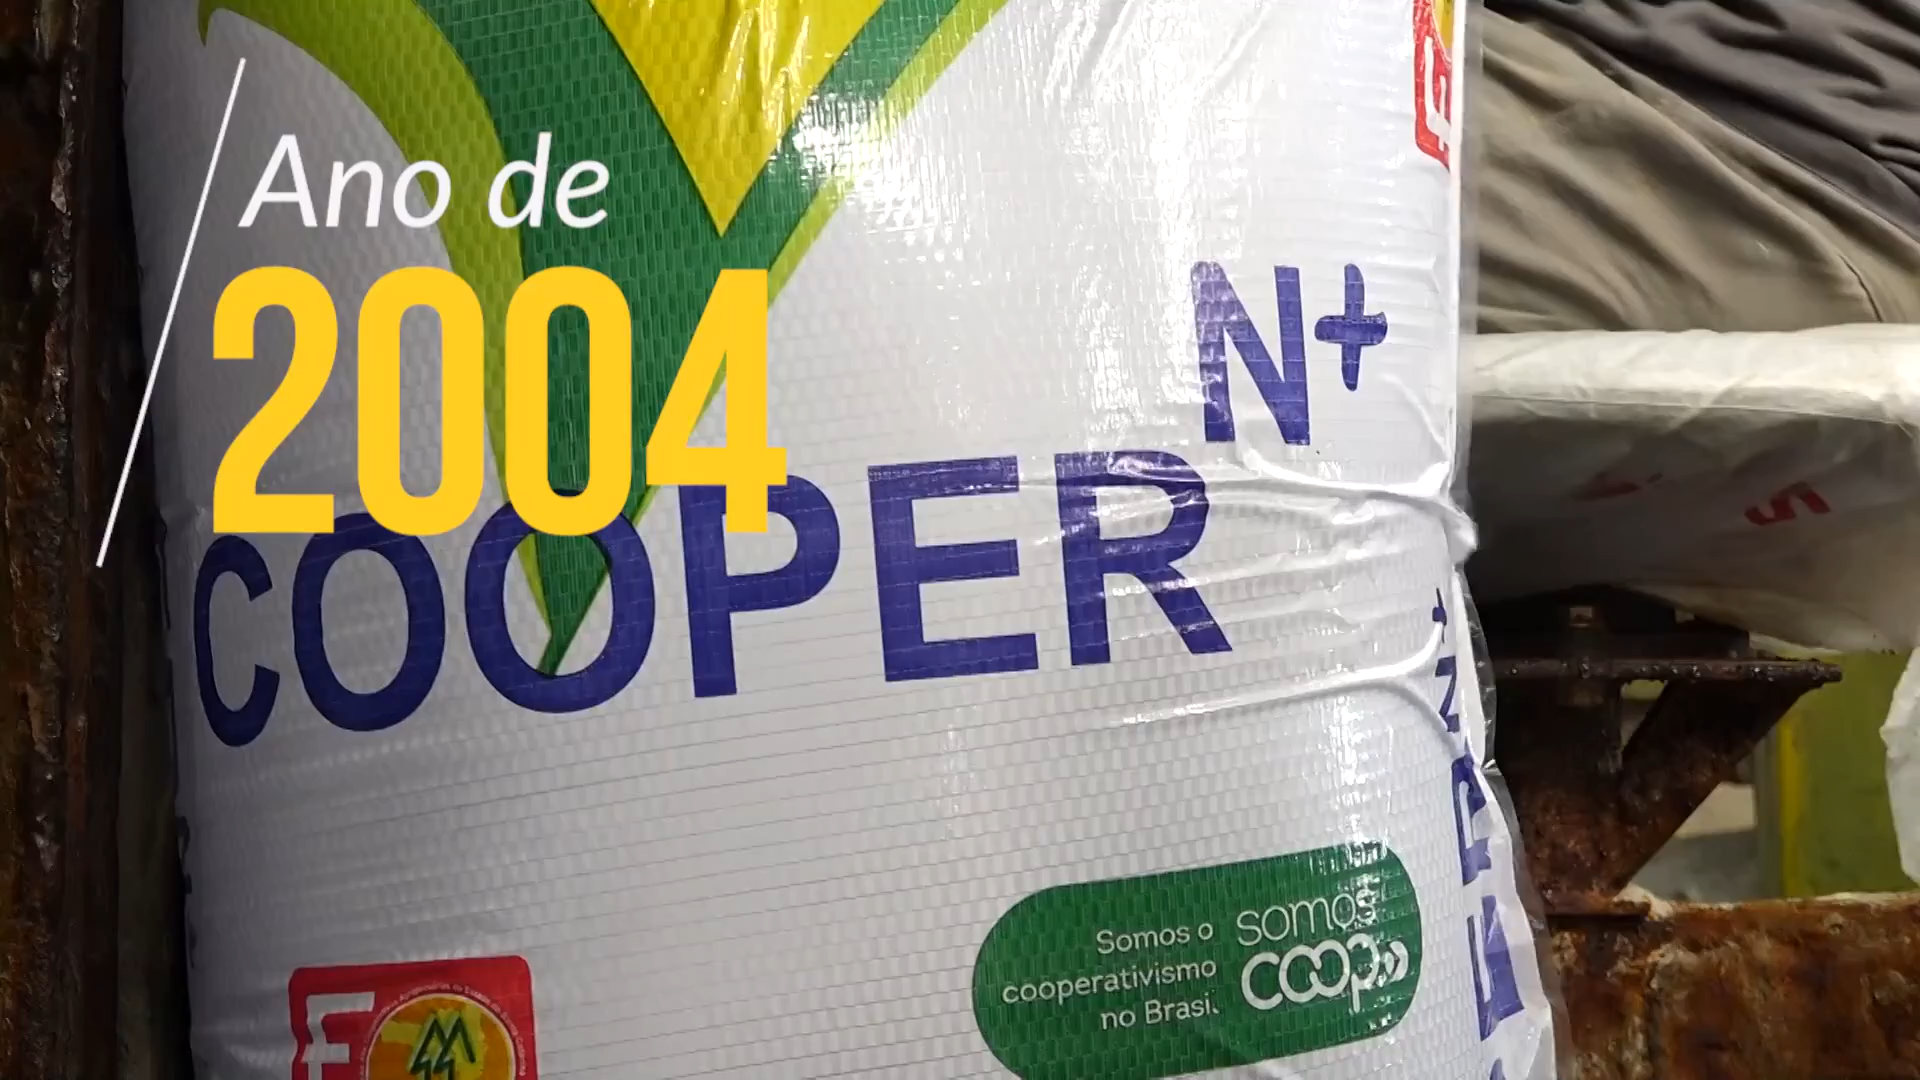 Ano de
2004
N+
COOPER
Somos o
cooperativismo
no Brasil.
somos
coop»